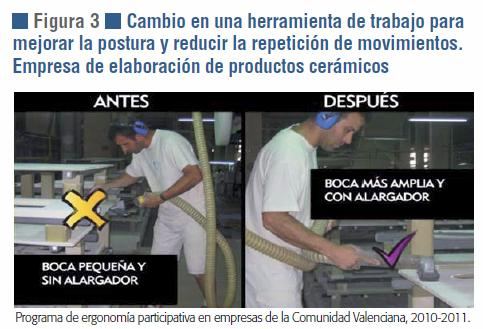 Figura 3 Cambio en una herramienta de trabajo para
mejorar la postura y reducir la repetición de movimientos.
Empresa de elaboración de productos cerámicos
ANTES
DESPUÉS
BOCA MÁS AMPLIA Y
CON ALARGADOR
BOCA PEQUEÑA Y
SIN ALARGADOR
Programa de ergonomía participativa en empresas de la Comunidad Valenciana, 2010-2011.